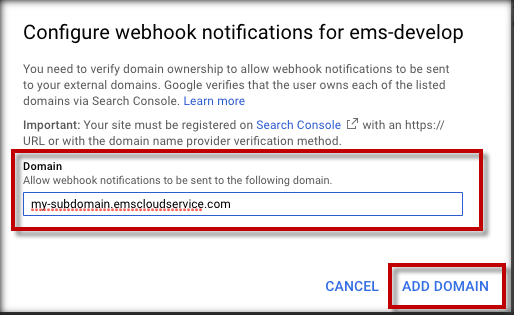 Configure webhook notifications for ems-develop
You need to verify domain ownership to allow webhook notifications to be sent
to your external domains. Google verifies that the user owns each of the listed
domains via Search Console. Learn more
Important: Your site must be registered on Search Console with an https://
URL or with the domain name provider verification method.
Domain
Allow webhook notifications to be sent to the following domain.
my-subdomain.emscloudservice.com
CANCEL ADD DOMAIN